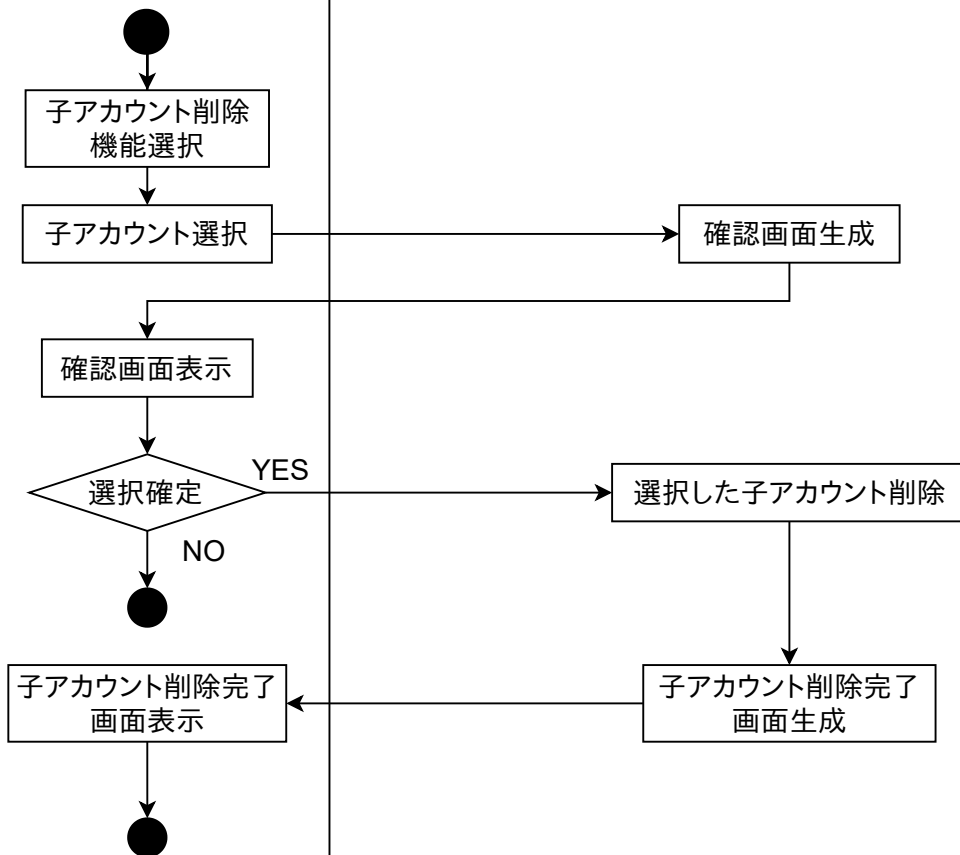 子アカウント削除
機能選択
子アカウント選択
確認画面生成
確認画面表示
選択確定
YES
選択した子アカウント削除
NO
子アカウント削除完了
画面表示
子アカウント削除完了
画面生成